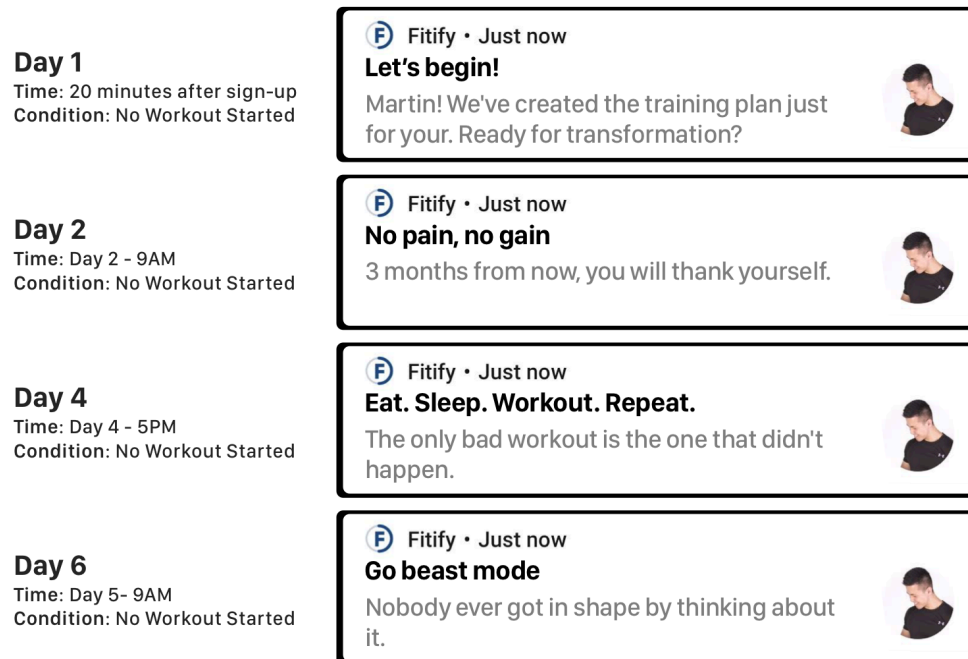 Day 1
Time: 20 minutes after sign-up
Condition: No Workout Started
F Fitify • Just now
Let’s begin!
Martin! We've created the training plan just
for your. Ready for transformation?
Day 2
Time: Day 2 - 9AM
Condition: No Workout Started
F Fitify • Just now
No pain, no gain
3 months from now, you will thank yourself.
Day 4
Time: Day 4 - 5PM
Condition: No Workout Started
F Fitify • Just now
Eat. Sleep. Workout. Repeat.
The only bad workout is the one that didn't
happen.
Day 6
Time: Day 5- 9AM
Condition: No Workout Started
F Fitify • Just now
Go beast mode
Nobody ever got in shape by thinking about
it.